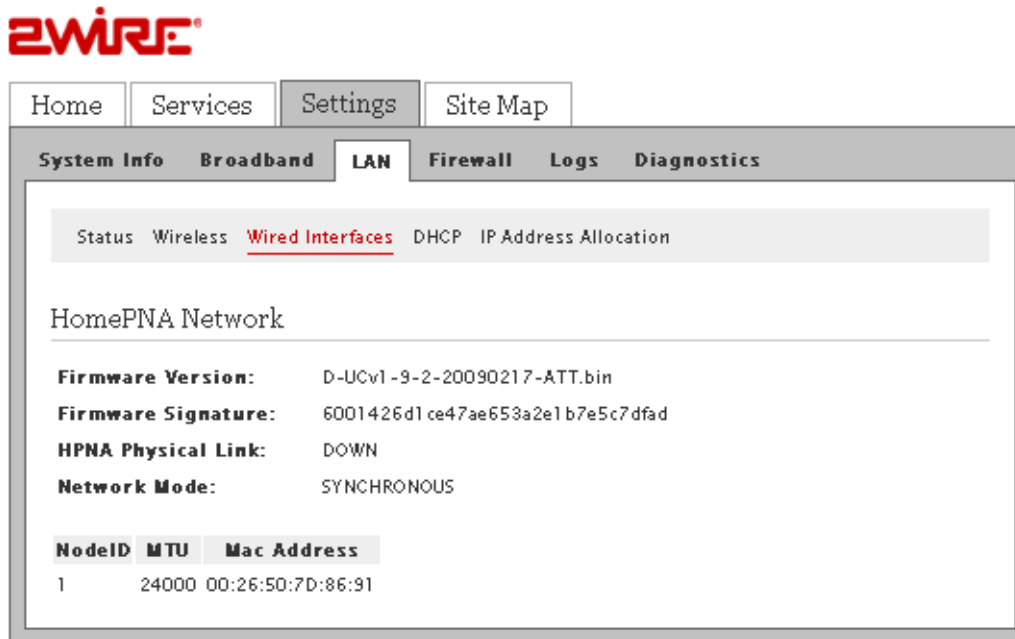 2WIRE
Home Services Settings Site Map
System Info Broadband LAN Firewall Logs Diagnostics
Status Wireless Wired Interfaces DHCP IP Address Allocation
HomePNA Network
Firmware Version: D-UCv1-9-2-20090217-ATT.bin
Firmware Signature: 6001426d1ce47ae653a2e1b7e5c7dfad
HPNA Physical Link: DOWN
Network Mode: SYNCHRONOUS
NodeID MTU Mac Address
1 24000 00:26:50:7D:86:91